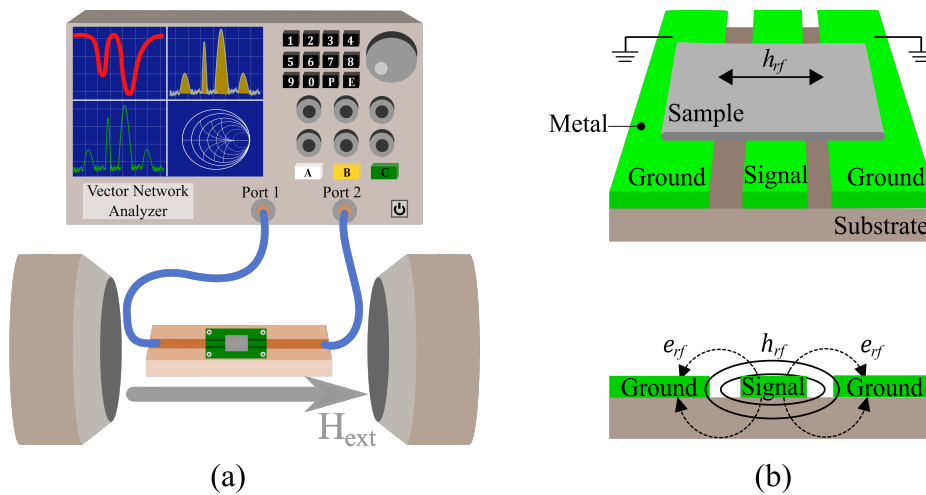 1 2 3 4
5 6 7 8
9 0 P E
A B C
Vector Network
Analyzer
Port 1
Port 2
H_ext
(a)
h_rf
Sample
Metal
Ground
Signal
Ground
Substrate
e_rf
h_rf
e_rf
Ground
Signal
Ground
(b)